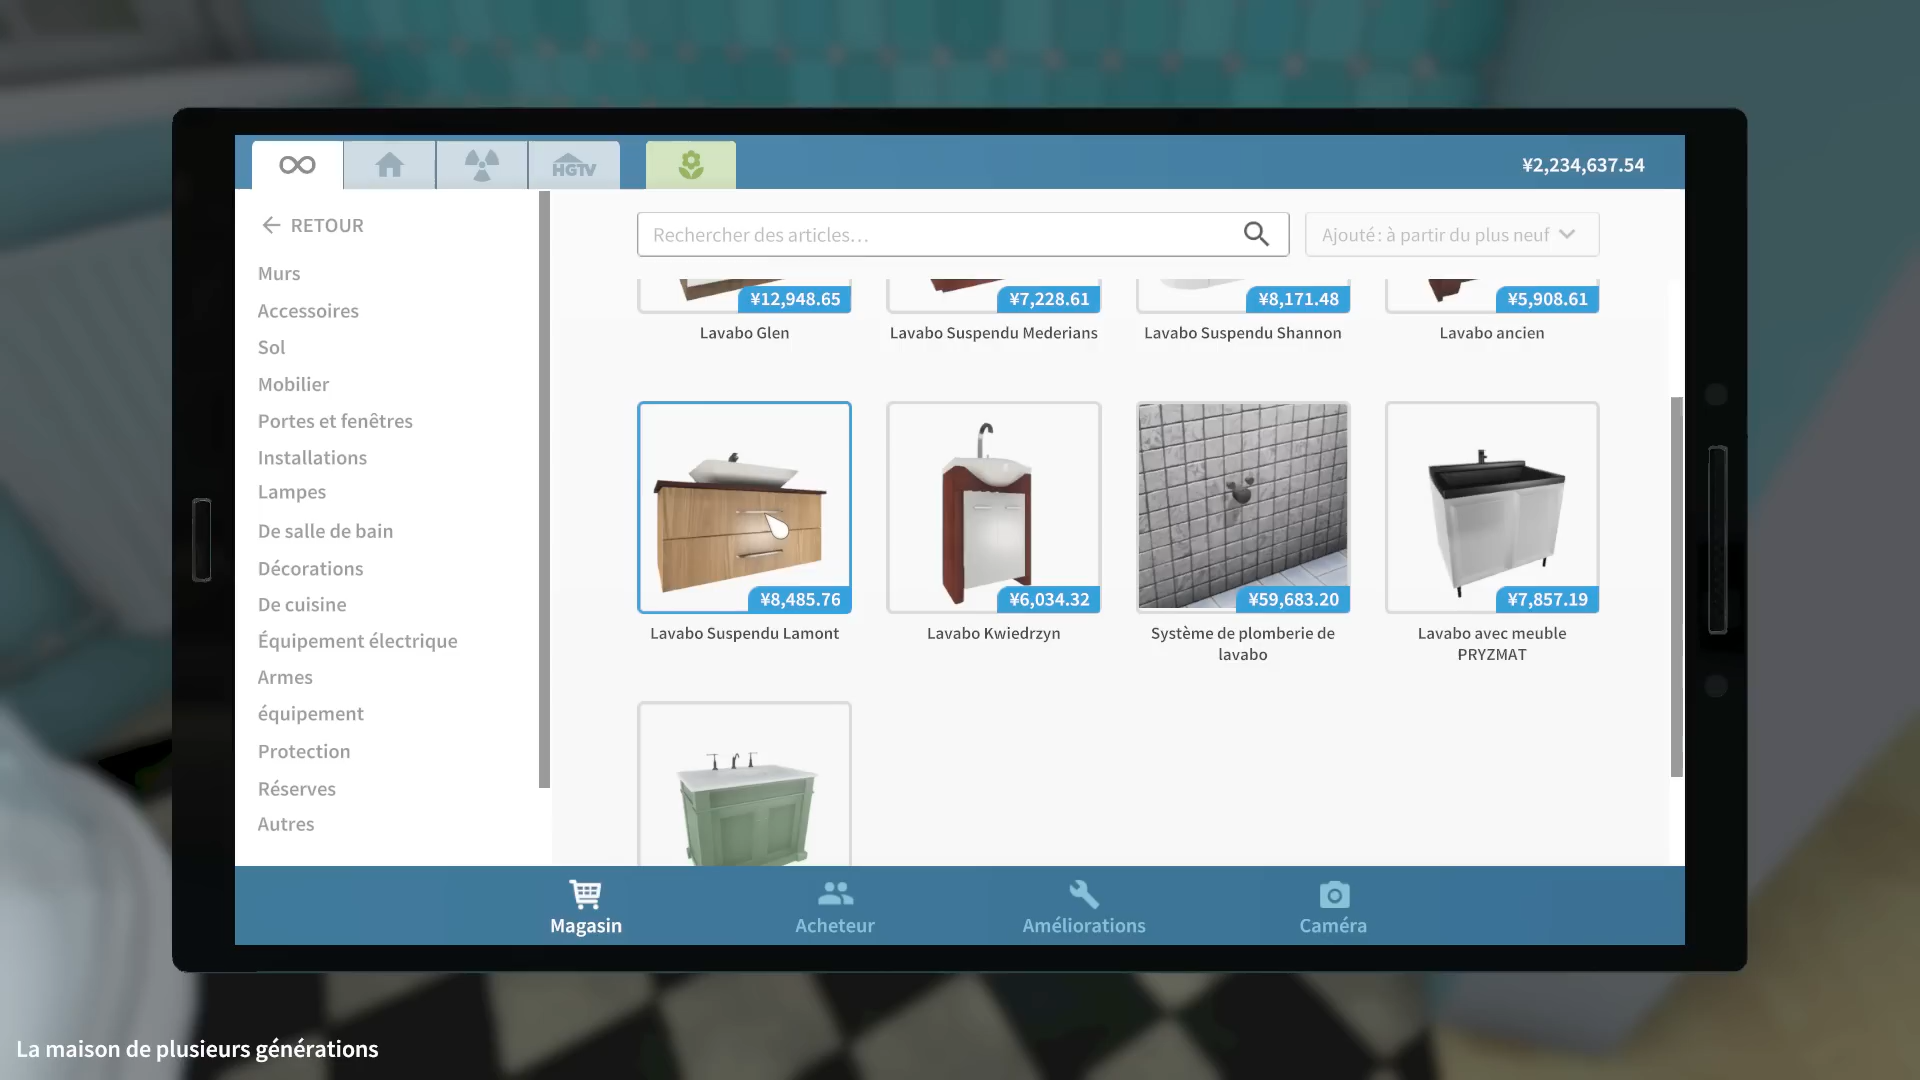 HGTV
¥2,234,637.54
RETOUR
Rechercher des articles…
Ajouté : à partir du plus neuf
Murs
Accessoires
Sol
Mobilier
Portes et fenêtres
Installations
Lampes
De salle de bain
Décorations
De cuisine
Équipement électrique
Armes
équipement
Protection
Réserves
Autres
¥12,948.65
¥7,228.61
¥8,171.48
¥5,908.61
Lavabo Glen
Lavabo Suspendu Mederians
Lavabo Suspendu Shannon
Lavabo ancien
¥8,485.76
¥6,034.32
¥59,683.20
¥7,857.19
Lavabo Suspendu Lamont
Lavabo Kwiedrzyn
Système de plomberie de
lavabo
Lavabo avec meuble
PRYZMAT
Magasin
Acheteur
Améliorations
Caméra
La maison de plusieurs générations